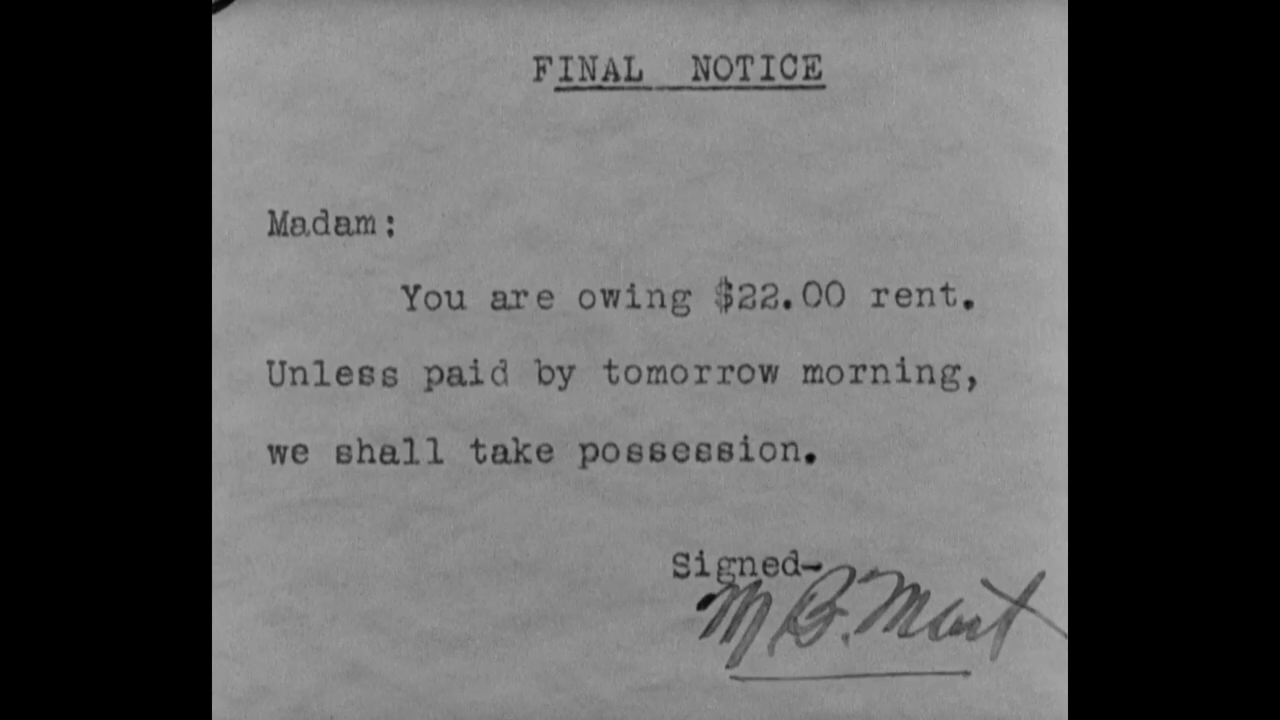 FINAL NOTICE
Madam:
You are owing $22.00 rent.
Unless paid by tomorrow morning,
we shall take possession.
Signed-
M B.